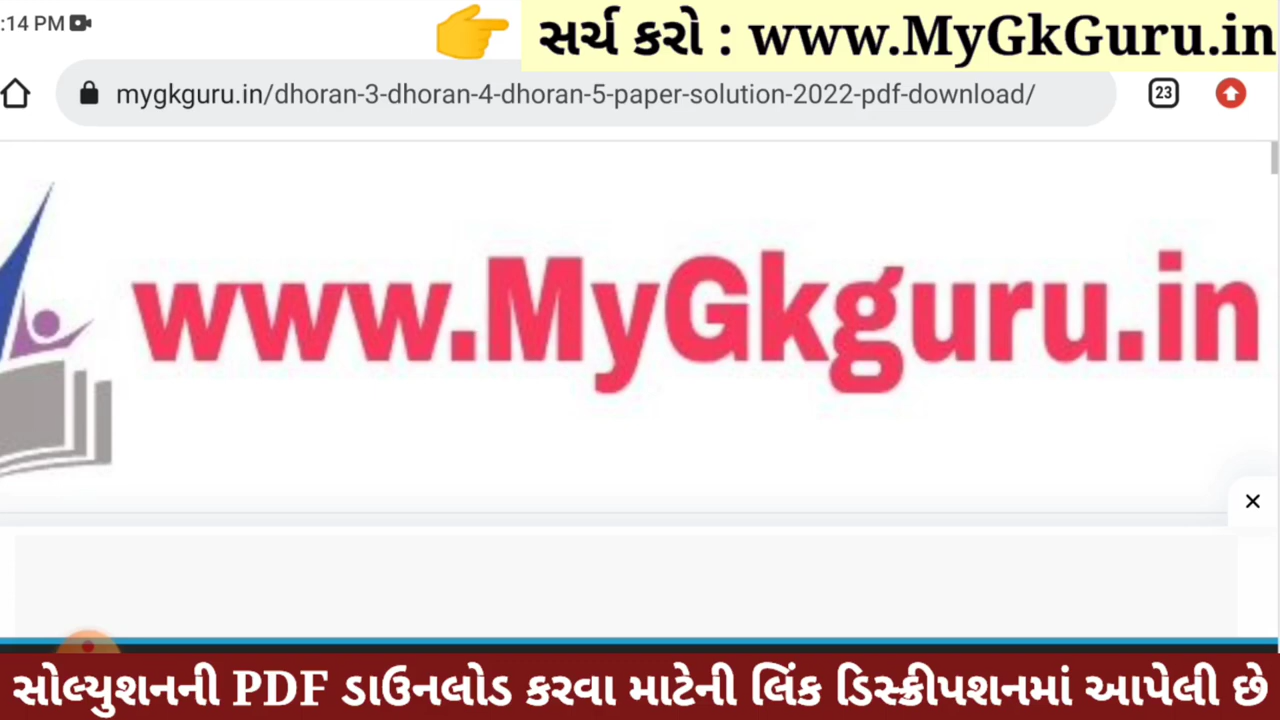 :14 PM
સર્ચ કરો : www.MyGkGuru.in
mygkguru.in/dhoran-3-dhoran-4-dhoran-5-paper-solution-2022-pdf-download/
23
www.MyGkguru.in
સોલ્યુશનની PDF ડાઉનલોડ કરવા માટેની લિંક ડિસ્ક્રીપશનમાં આપેલી છે